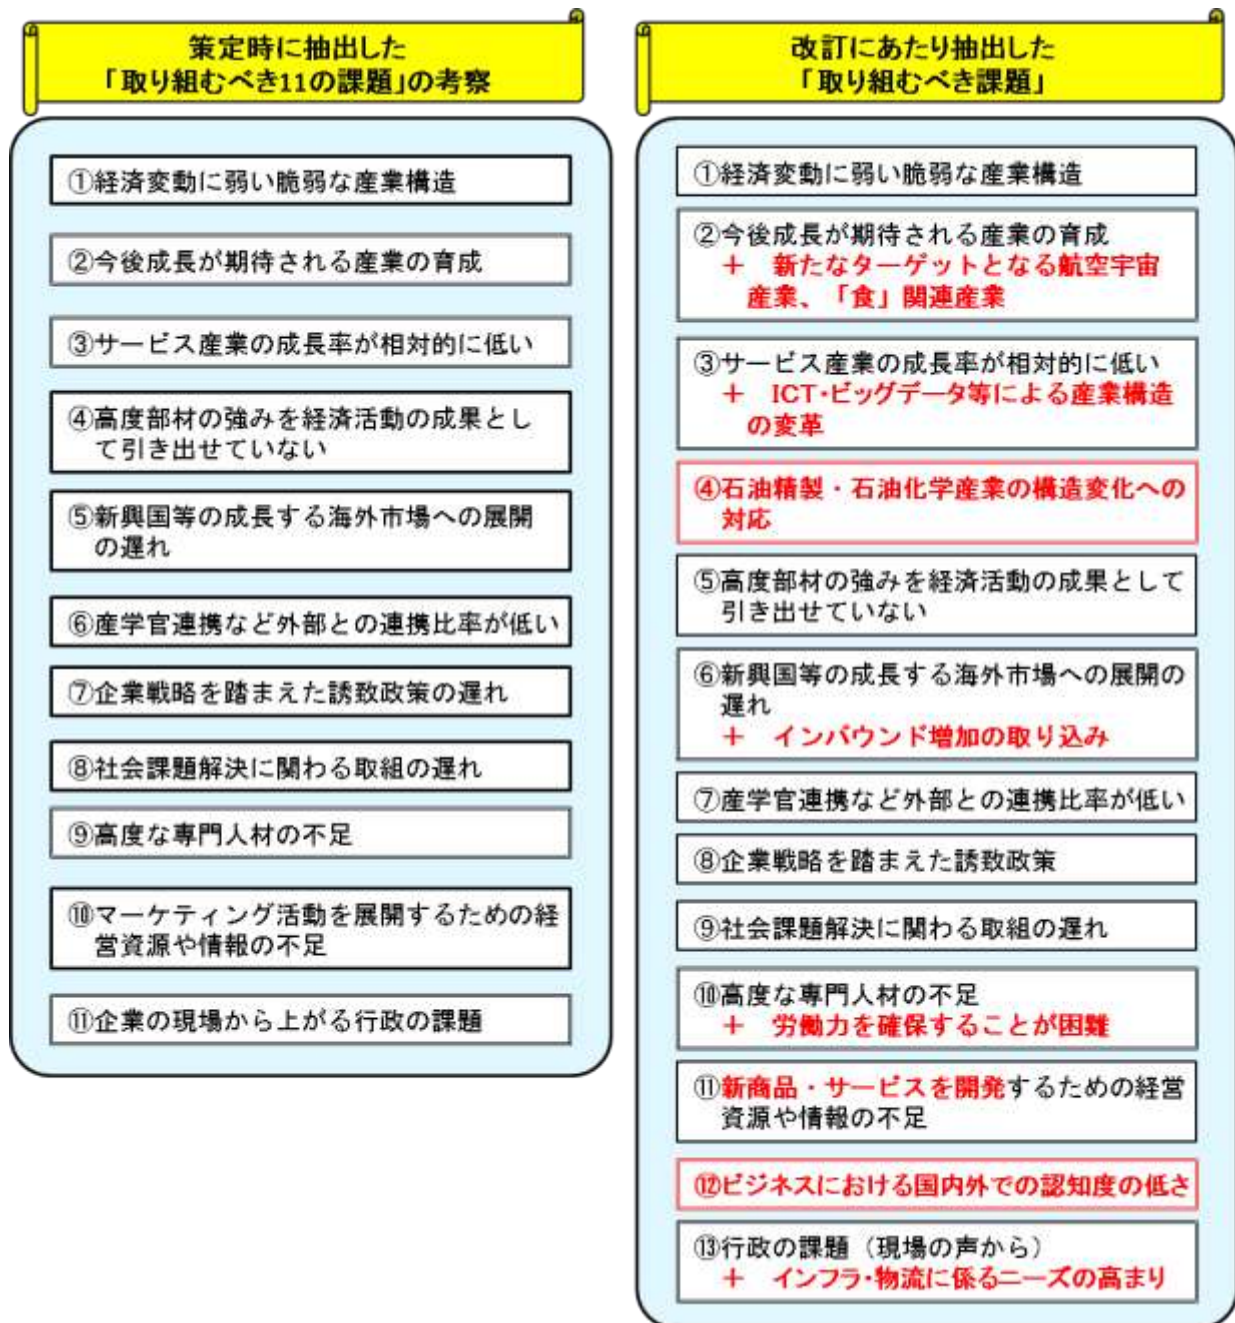 策定時に抽出した
「取り組むべき11の課題」の考察
①経済変動に弱い脆弱な産業構造
②今後成長が期待される産業の育成
③サービス産業の成長率が相対的に低い
④高度部材の強みを経済活動の成果とし
て引き出せていない
⑤新興国等の成長する海外市場への展開
の遅れ
⑥産学官連携など外部との連携比率が低い
⑦企業戦略を踏まえた誘致政策の遅れ
⑧社会課題解決に関わる取組の遅れ
⑨高度な専門人材の不足
⑩マーケティング活動を展開するための経
営資源や情報の不足
⑪企業の現場から上がる行政の課題
改訂にあたり抽出した
「取り組むべき課題」
①経済変動に弱い脆弱な産業構造
②今後成長が期待される産業の育成
＋　新たなターゲットとなる航空宇宙
産業、「食」関連産業
③サービス産業の成長率が相対的に低い
＋　ICT・ビッグデータ等による産業構造
の変革
④石油精製・石油化学産業の構造変化への
対応
⑤高度部材の強みを経済活動の成果として
引き出せていない
⑥新興国等の成長する海外市場への展開の
遅れ
＋　インバウンド増加の取り込み
⑦産学官連携など外部との連携比率が低い
⑧企業戦略を踏まえた誘致政策
⑨社会課題解決に関わる取組の遅れ
⑩高度な専門人材の不足
＋　労働力を確保することが困難
⑪新商品・サービスを開発するための経営
資源や情報の不足
⑫ビジネスにおける国内外での認知度の低さ
⑬行政の課題（現場の声から）
＋　インフラ・物流に係るニーズの高まり